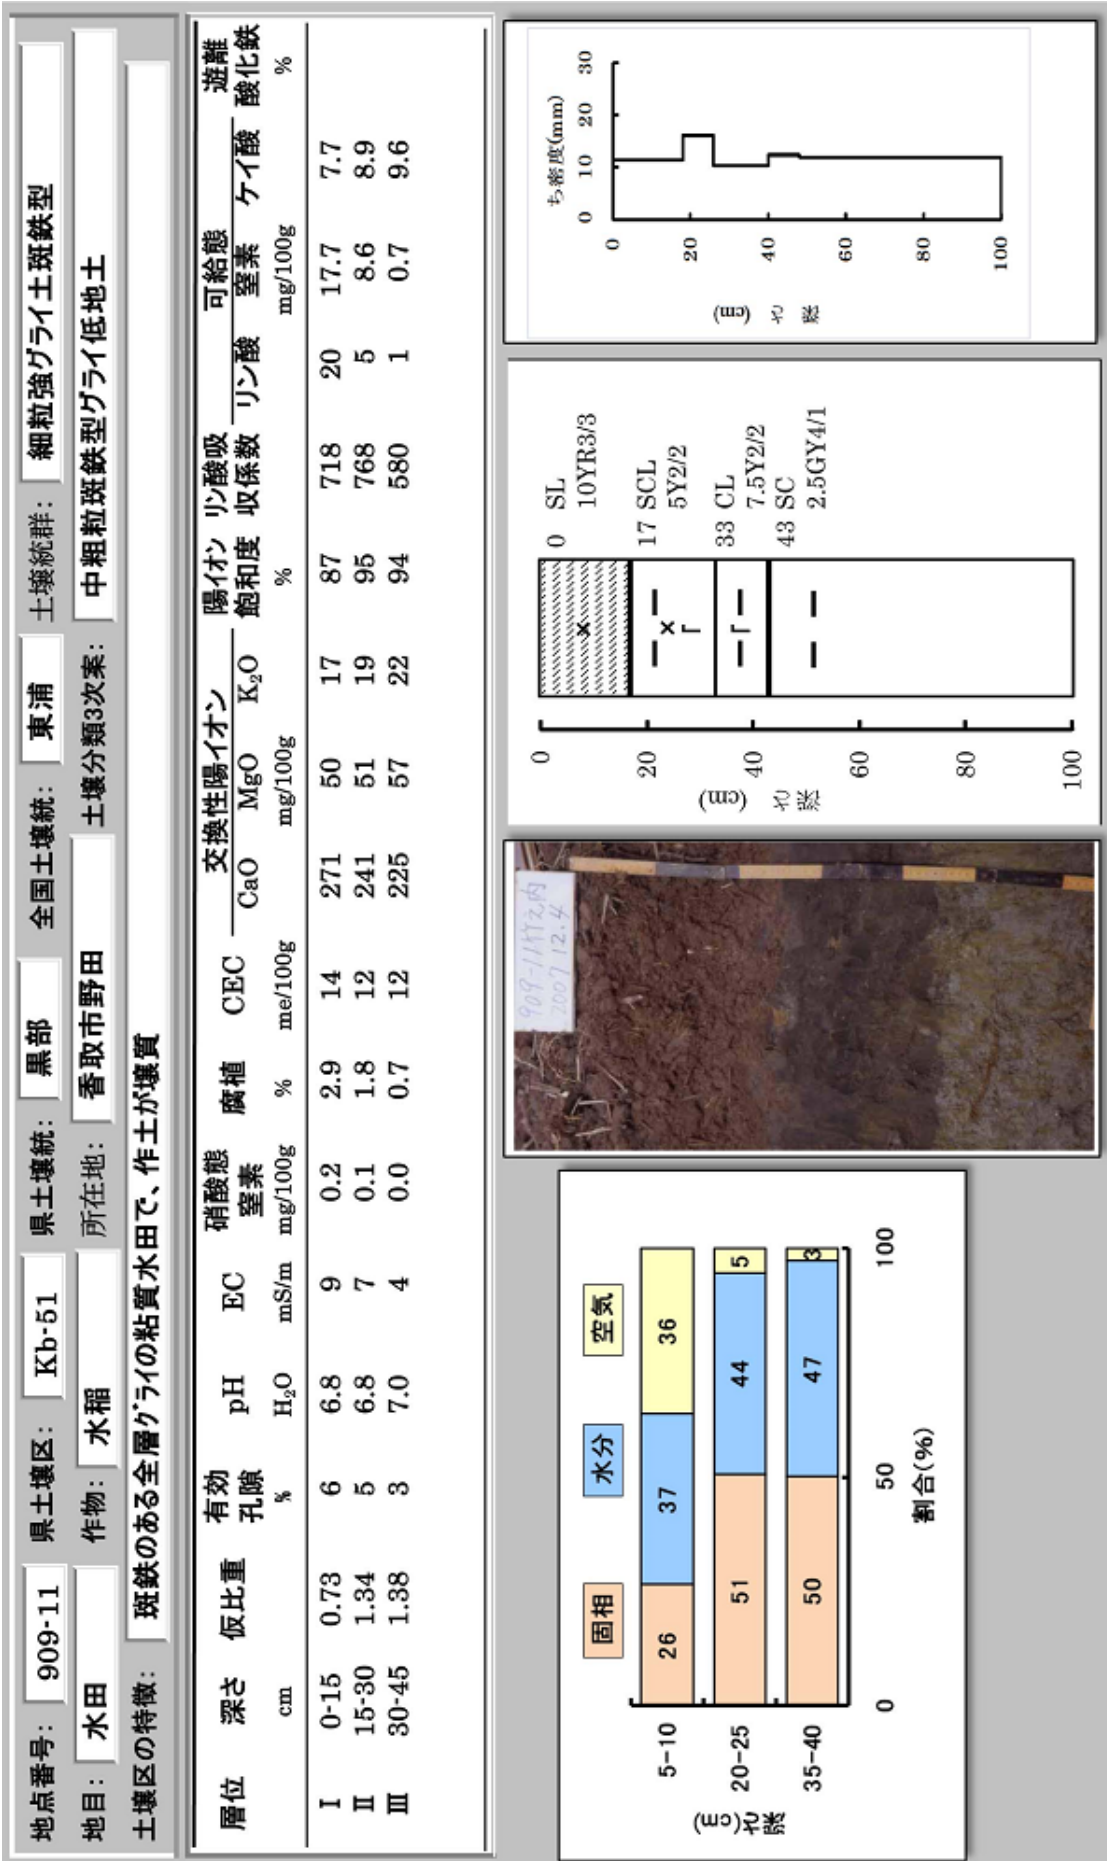 地点番号: 909-11 県土壌区: Kb-51 県土壌統: 黒部 全国土壌統: 東浦 土壌統群: 細粒強グライ土斑鉄型
地目: 水田 作物: 水稲 所在地: 香取市野田 土壌分類3次案: 中粗粒斑鉄型グライ低地土
土壌区の特徴: 斑鉄のある全層グライの粘質水田で、作土が壌質
層位 深さ 仮比重 有効 pH EC 硝酸態 腐植 CEC 交換性陽イオン 陽イオン リン酸吸 可給態 遊離
孔隙 窒素 CaO MgO K₂O 飽和度 収係数 リン酸 窒素 ケイ酸 酸化鉄
cm % H₂O mS/m mg/100g % me/100g mg/100g % mg/100g %
I 0-15 0.73 6 6.8 9 0.2 2.9 14 271 50 17 87 718 20 17.7 7.7
II 15-30 1.34 5 6.8 7 0.1 1.8 12 241 51 19 95 768 5 8.6 8.9
III 30-45 1.38 3 7.0 4 0.0 0.7 12 225 57 22 94 580 1 0.7 9.6
固相 水分 空気
5-10 26 37 36
20-25 51 44 5
35-40 50 47 3
0 50 100
割合(%)
深さ(cm)
909-11竹之内
2007 12.4
0
20
40
60
80
100
深さ (cm)
0 SL
10YR3/3
17 SCL
5Y2/2
33 CL
7.5Y2/2
43 SC
2.5GY4/1
ち密度(mm)
0 10 20 30
0
20
40
60
80
100
深さ (cm)